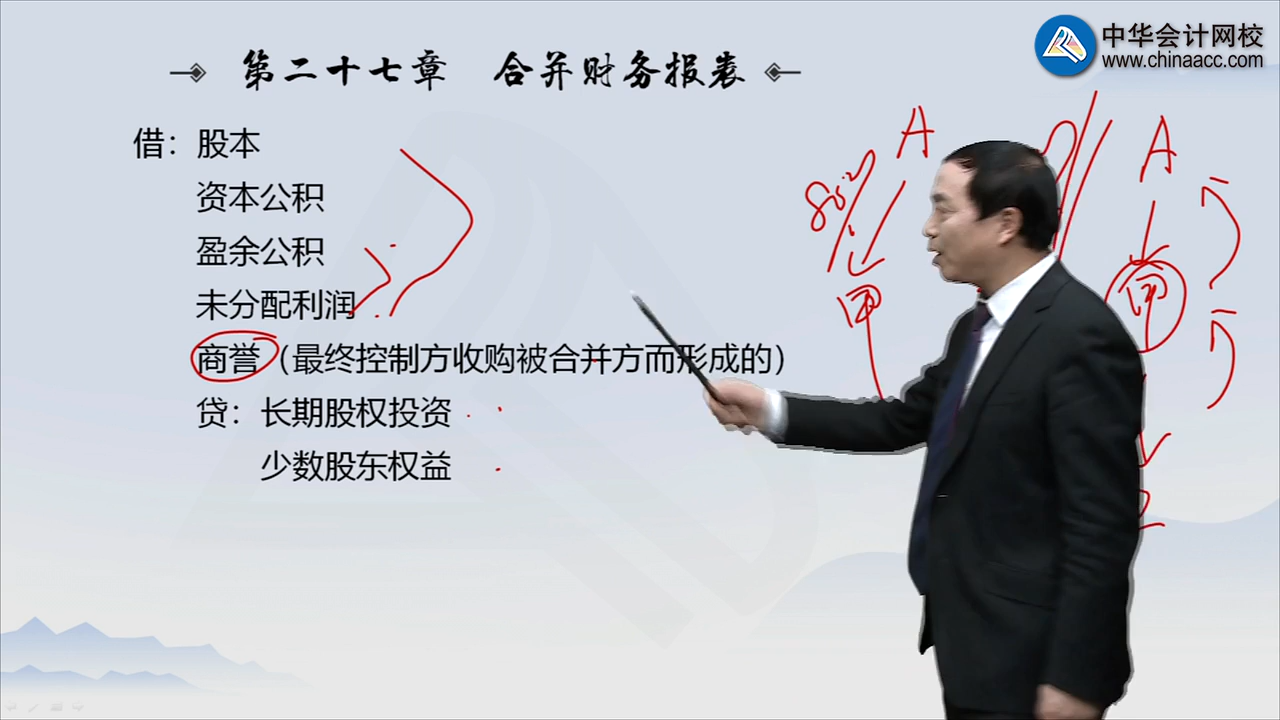 中华会计网校
www.chinaacc.com
第二十七章 合并财务报表
借：股本
资本公积
盈余公积
未分配利润
商誉（最终控制方收购被合并方而形成的）
贷：长期股权投资
少数股东权益
A
A
甲